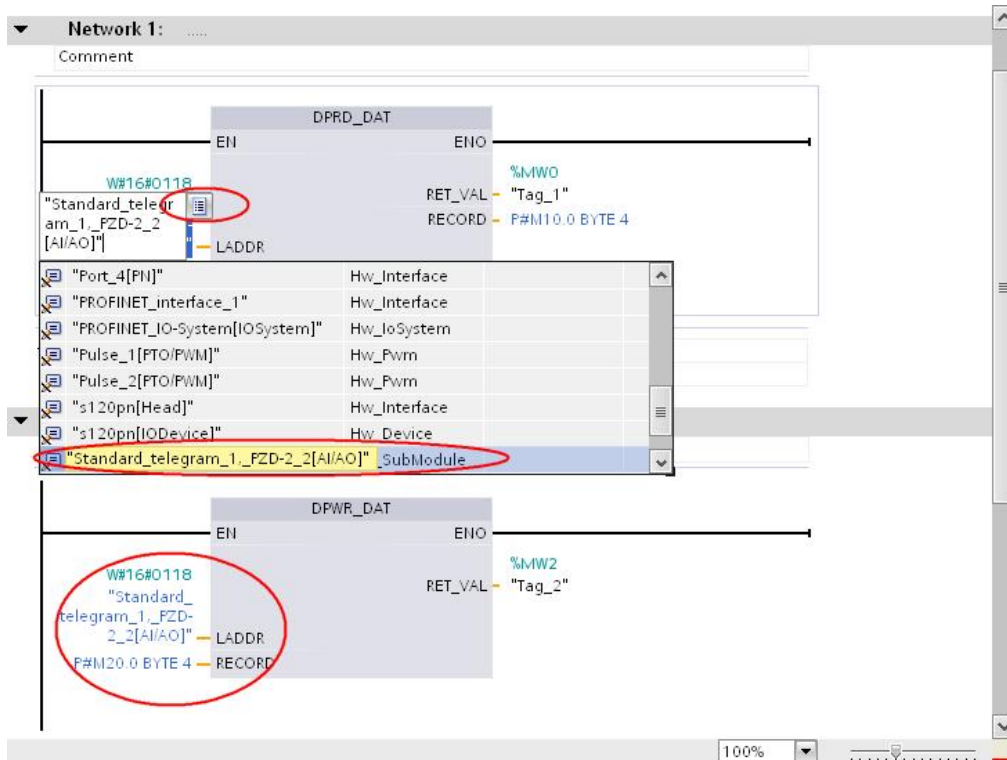 Network 1: .....
Comment
DPRD_DAT
EN ENO
W#16#0118
%MW0
RET_VAL "Tag_1"
"Standard_telegr
am_1,_PZD-2_2
[AI/AO]"
RECORD P#M10.0 BYTE 4
LADDR
"Port_4[PN]" Hw_Interface
"PROFINET_interface_1" Hw_Interface
"PROFINET_IO-System[IOSystem]" Hw_IoSystem
"Pulse_1[PTO/PWM]" Hw_Pwm
"Pulse_2[PTO/PWM]" Hw_Pwm
"s120pn[Head]" Hw_Interface
"s120pn[IODevice]" Hw_Device
"Standard_telegram_1,_PZD-2_2[AI/AO]" _SubModule
DPWR_DAT
EN ENO
W#16#0118
%MW2
RET_VAL "Tag_2"
"Standard_
telegram_1,_PZD-
2_2[AI/AO]" LADDR
P#M20.0 BYTE 4 RECORD
100%